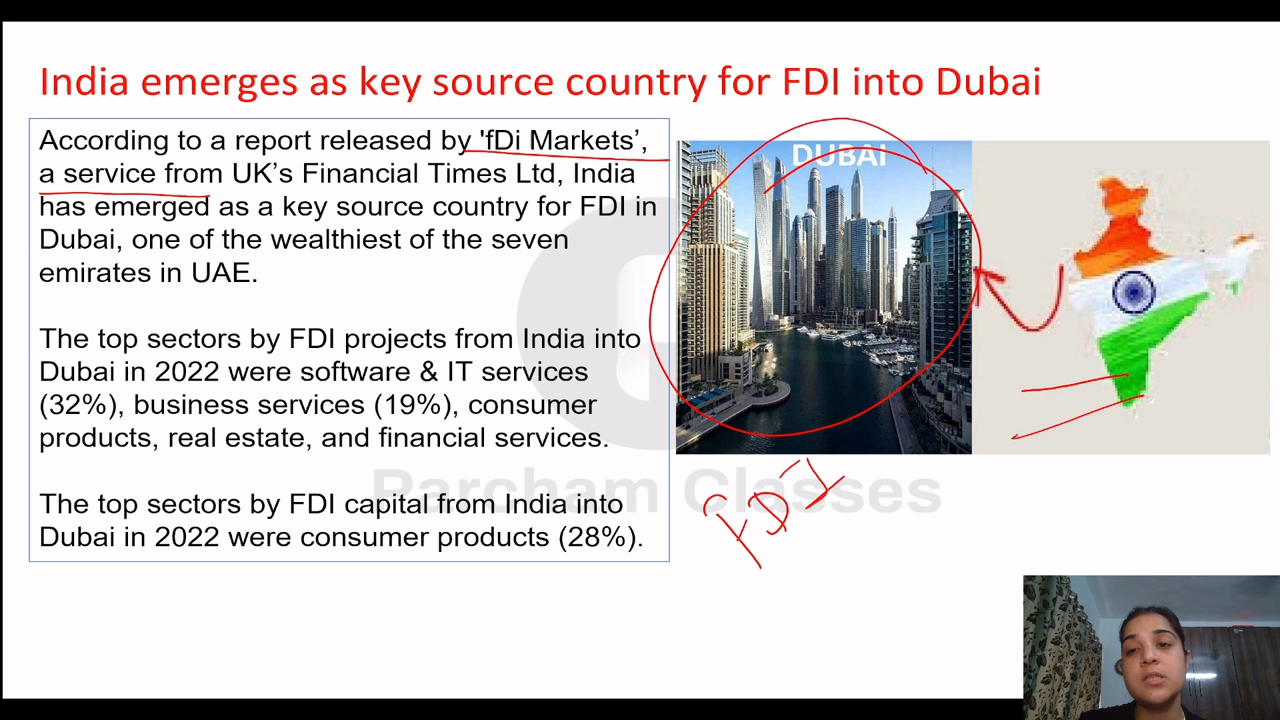 India emerges as key source country for FDI into Dubai
According to a report released by 'fDi Markets’,
a service from UK’s Financial Times Ltd, India
has emerged as a key source country for FDI in
Dubai, one of the wealthiest of the seven
emirates in UAE.
The top sectors by FDI projects from India into
Dubai in 2022 were software & IT services
(32%), business services (19%), consumer
products, real estate, and financial services.
The top sectors by FDI capital from India into
Dubai in 2022 were consumer products (28%).
DUBAI
FDI
Parcham Classes